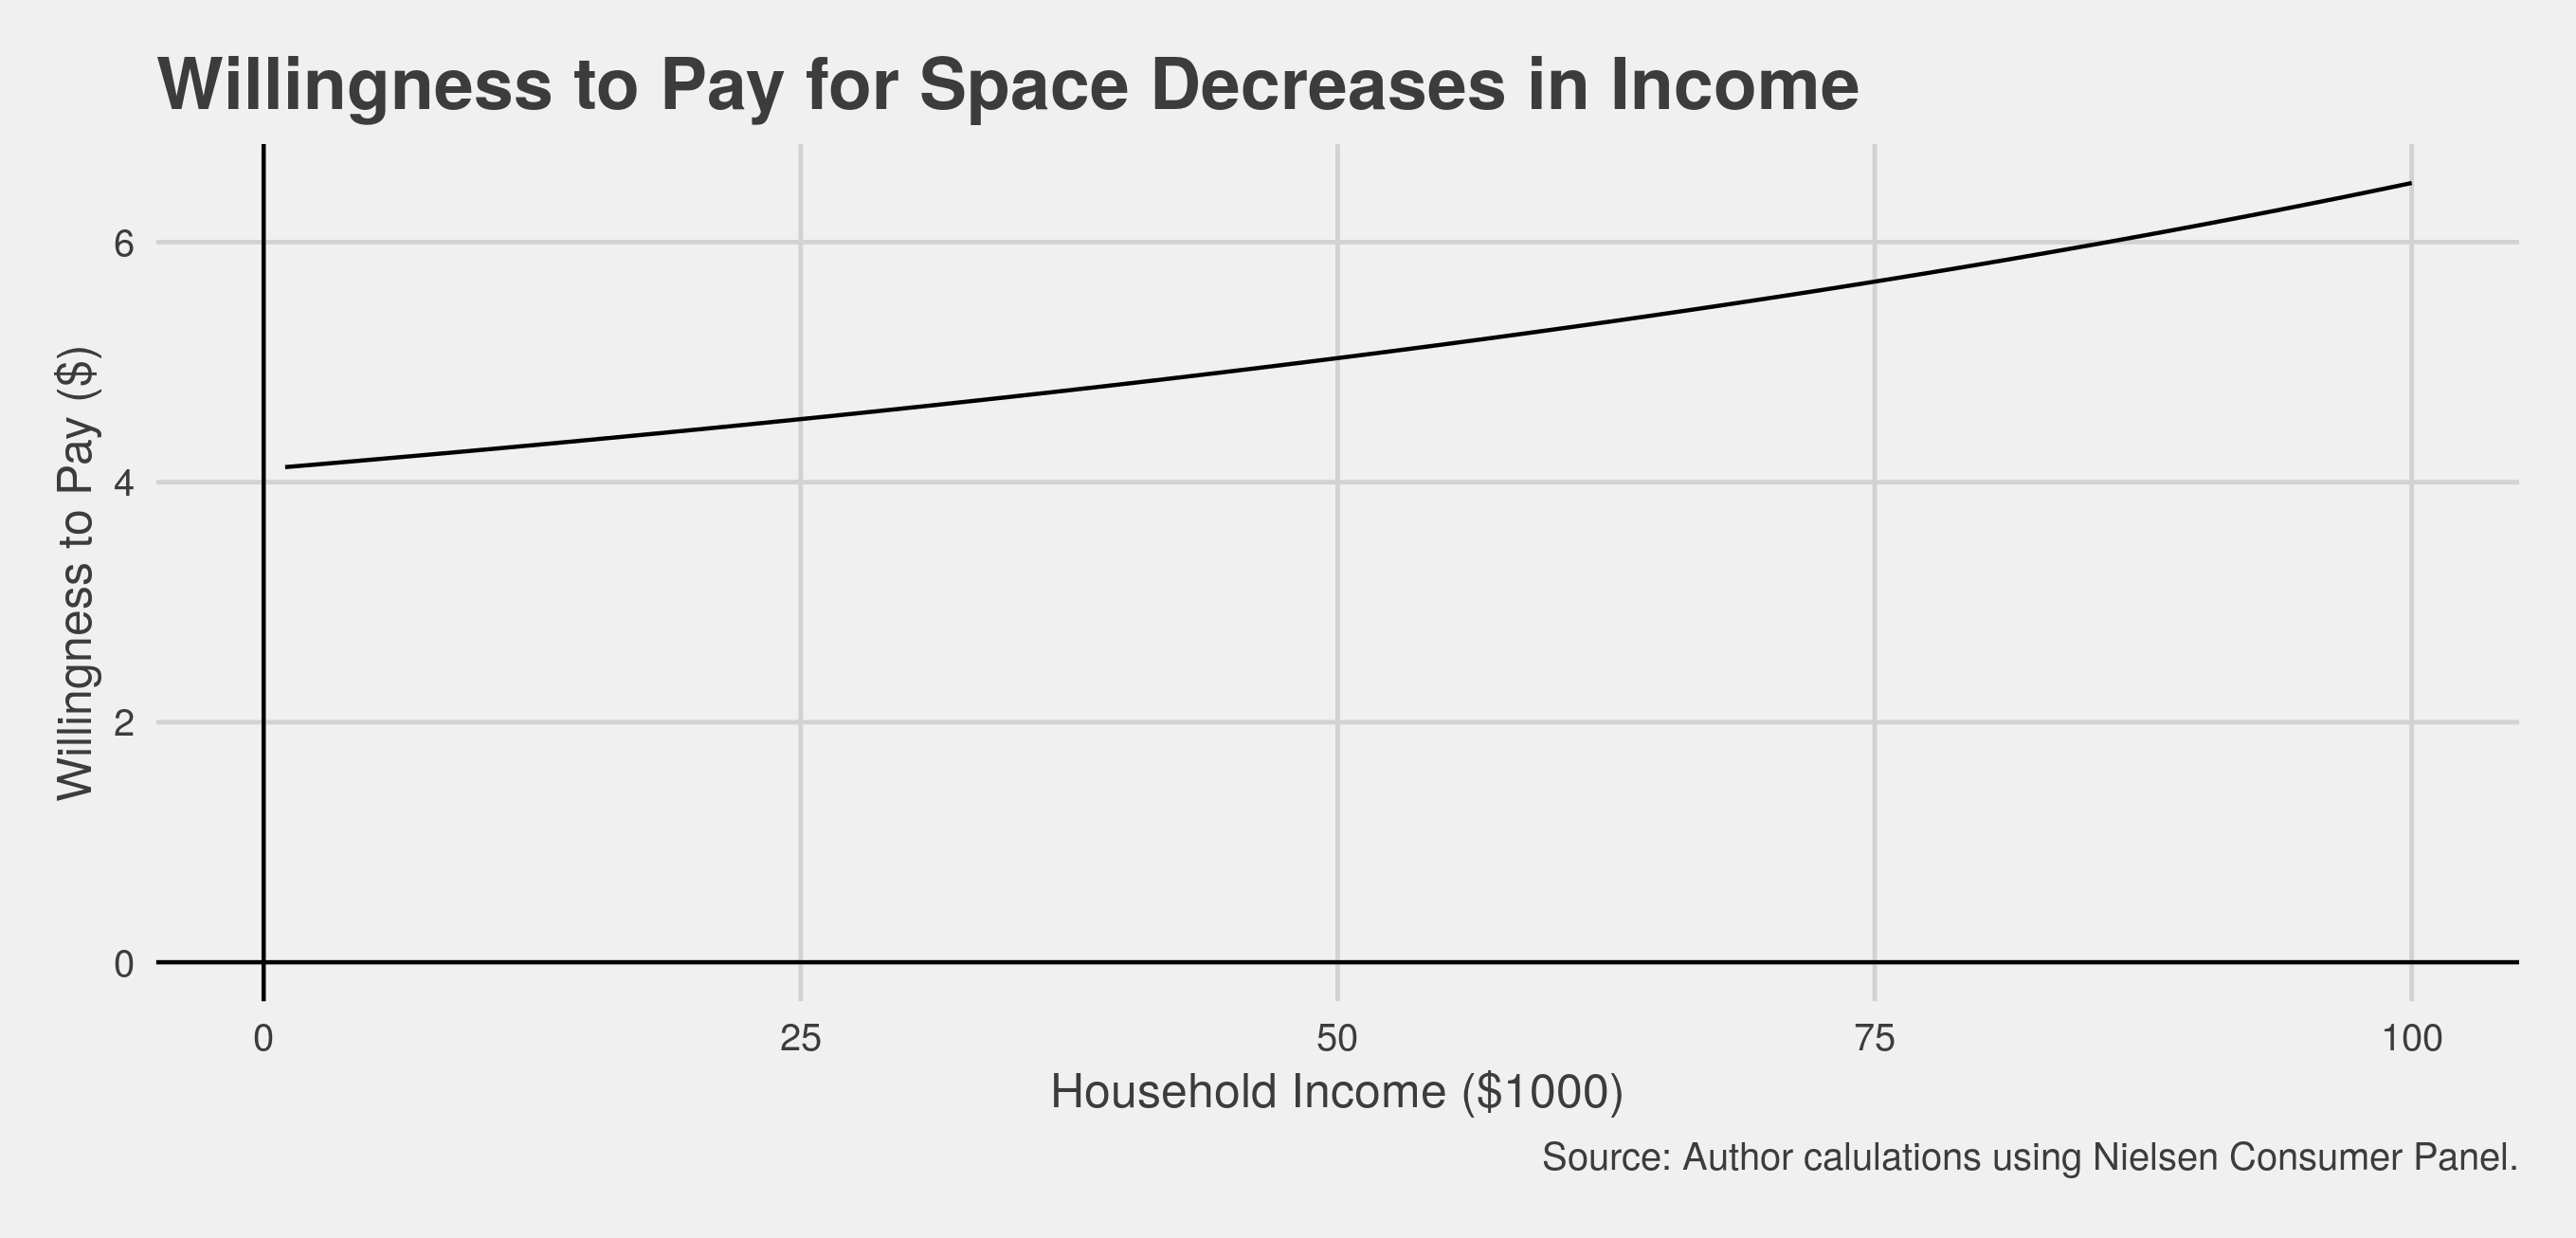 Willingness to Pay for Space Decreases in Income
Willingness to Pay ($)
6
4
2
0
0 25 50 75 100
Household Income ($1000)
Source: Author calulations using Nielsen Consumer Panel.